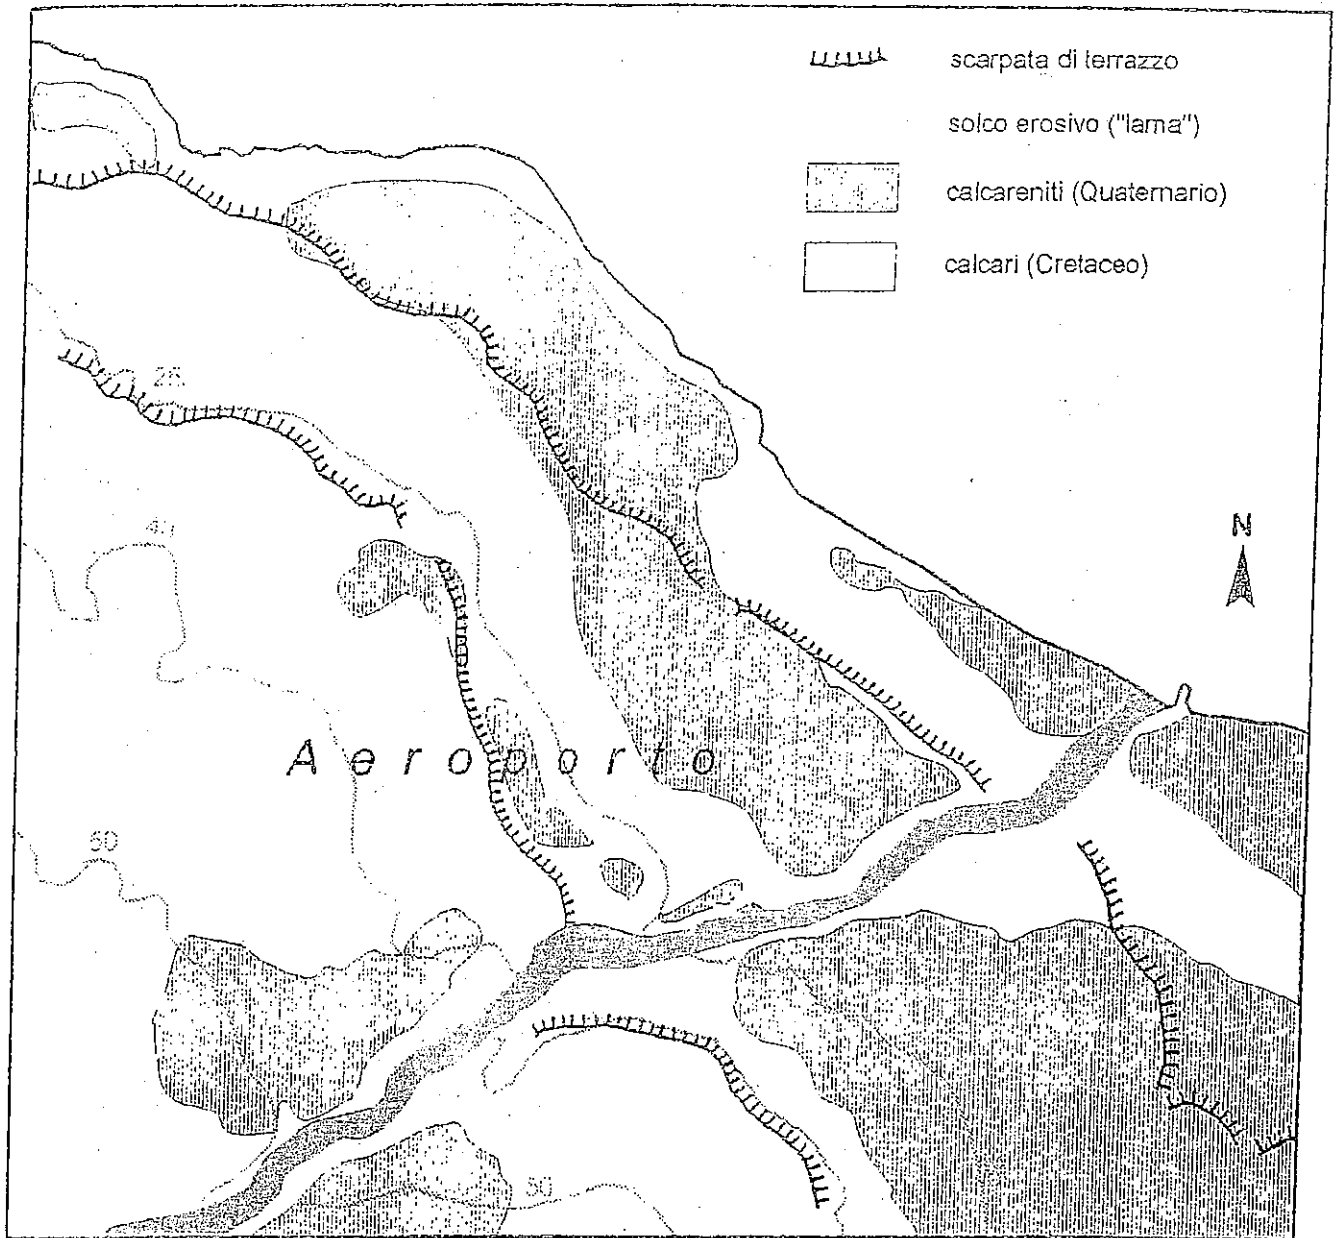 scarpata di terrazzo
solco erosivo ("lama")
calcareniti (Quaternario)
calcari (Cretaceo)
25
N
Aeroporto
50
50